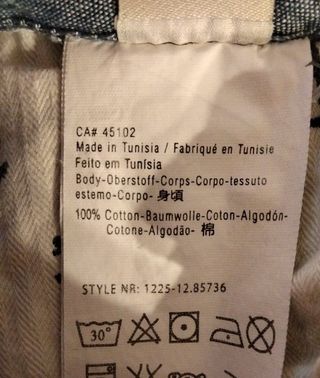 CA# 45102
Made in Tunisia / Fabriqué en Tunisie
Feito em Tunísia
Body-Oberstoff-Corps-Corpo-tessuto
estemo-Corpo- 身頃
100% Cotton-Baumwolle-Coton-Algodón-
Cotone-Algodão- 棉
STYLE NR: 1225-12.85736
30°